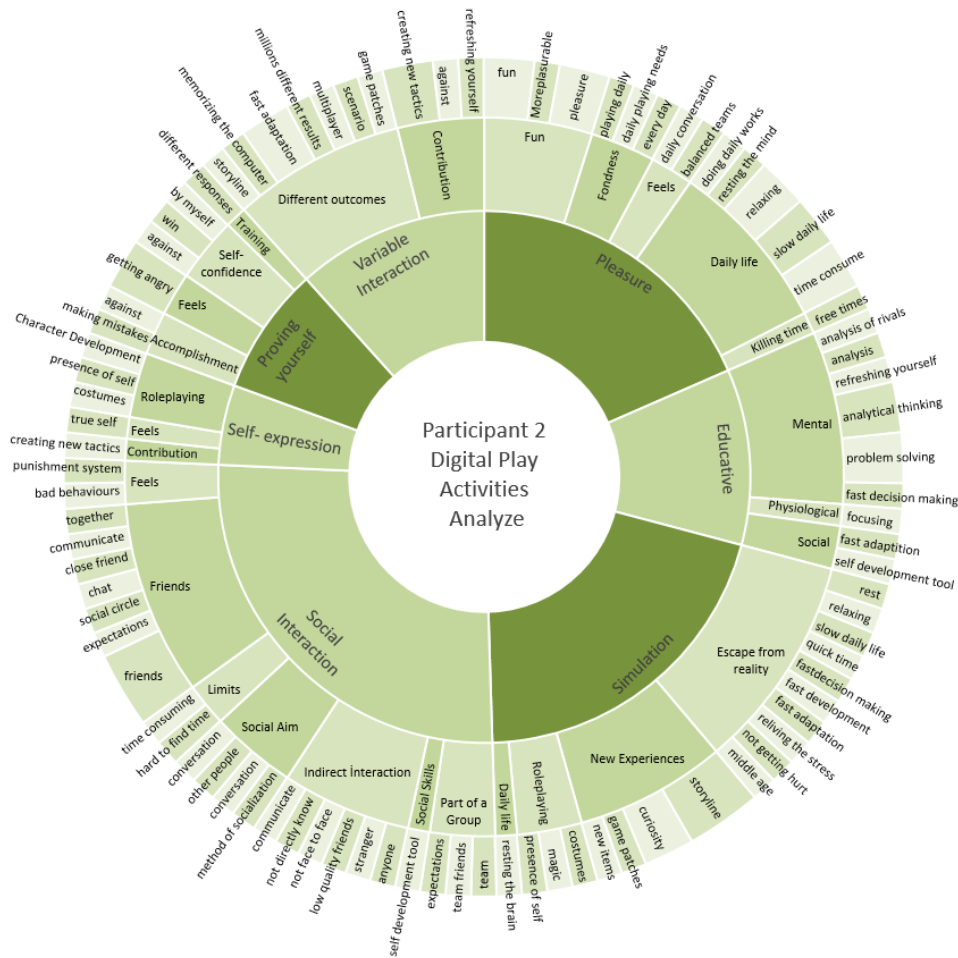 Participant 2
Digital Play
Activities
Analyze
Pleasure
Educative
Simulation
Social
Interaction
Self- expression
Proving
yourself
Variable
Interaction
Fun
Fondness
Feels
Daily life
Killing time
Mental
Physiological
Social
Escape from
reality
New Experiences
Roleplaying
Daily life
Part of a
Group
Social Skills
Indirect İnteraction
Social Aim
Limits
Friends
Feels
Contribution
Feels
Roleplaying
Accomplishment
Feels
Self-
confidence
Training
Different outcomes
Contribution
fun
Moreplasurable
pleasure
playing daily
daily playing needs
every day
daily conversation
balanced teams
doing daily works
resting the mind
relaxing
slow daily life
time consume
free times
analysis of rivals
analysis
refreshing yourself
analytical thinking
problem solving
fast decision making
focusing
fast adaptition
self development tool
rest
relaxing
slow daily life
quick time
fastdecision making
fast development
fast adaptation
reliving the stress
not getting hurt
middle age
storyline
curiosity
game patches
new items
costumes
magic
presence of self
resting the brain
team
team friends
expectations
self development tool
anyone
stranger
low quality friends
not face to face
not directly know
communicate
method of socialization
conversation
other people
conversation
hard to find time
time consuming
friends
expectations
social circle
chat
close friend
communicate
together
bad behaviours
punishment system
creating new tactics
true self
costumes
presence of self
Character Development
making mistakes
against
getting angry
against
win
by myself
different responses
storyline
memorizing the computer
fast adaptation
millions different results
multiplayer
scenario
game patches
creating new tactics
against
refreshing yourself